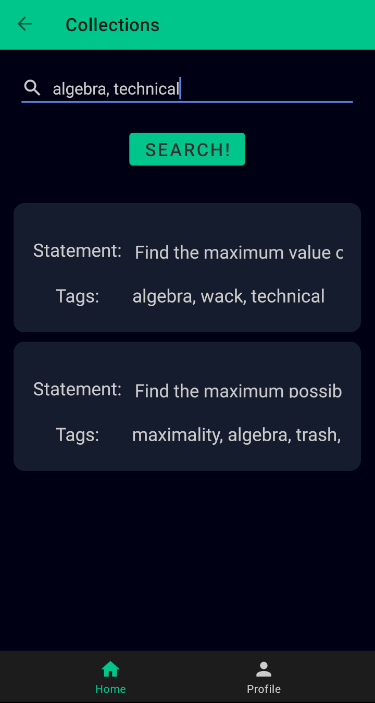 Collections
algebra, technical
SEARCH!
Statement: Find the maximum value
Tags: algebra, wack, technical
Statement: Find the maximum possib
Tags: maximality, algebra, trash,
Home Profile